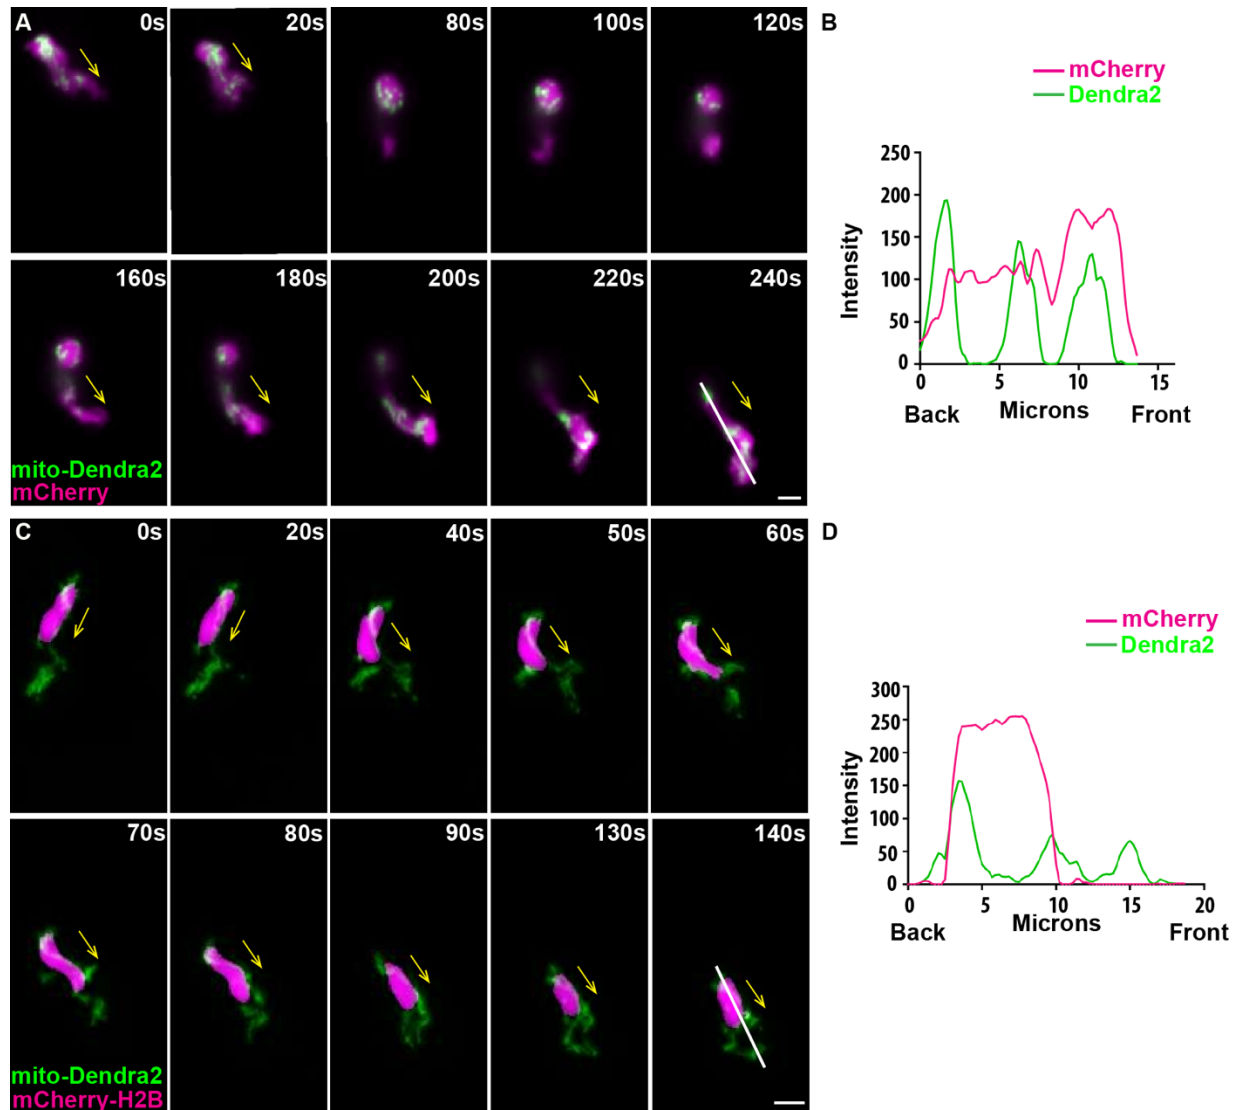 A
0s
20s
80s
100s
120s
160s
180s
200s
220s
240s
mito-Dendra2
mCherry
B
mCherry
Dendra2
Intensity
250
200
150
100
50
0
0 5 10 15
Back Microns Front
C
0s
20s
40s
50s
60s
70s
80s
90s
130s
140s
mito-Dendra2
mCherry-H2B
D
mCherry
Dendra2
Intensity
300
250
150
200
150
100
50
0
0 5 10 15 20
Back Microns Front